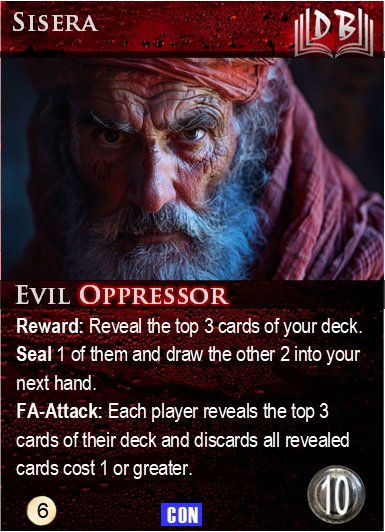 Sisera
DB
Evil Oppressor
Reward: Reveal the top 3 cards of your deck.
Seal 1 of them and draw the other 2 into your
next hand.
FA-Attack: Each player reveals the top 3
cards of their deck and discards all revealed
cards cost 1 or greater.
6
CON
10